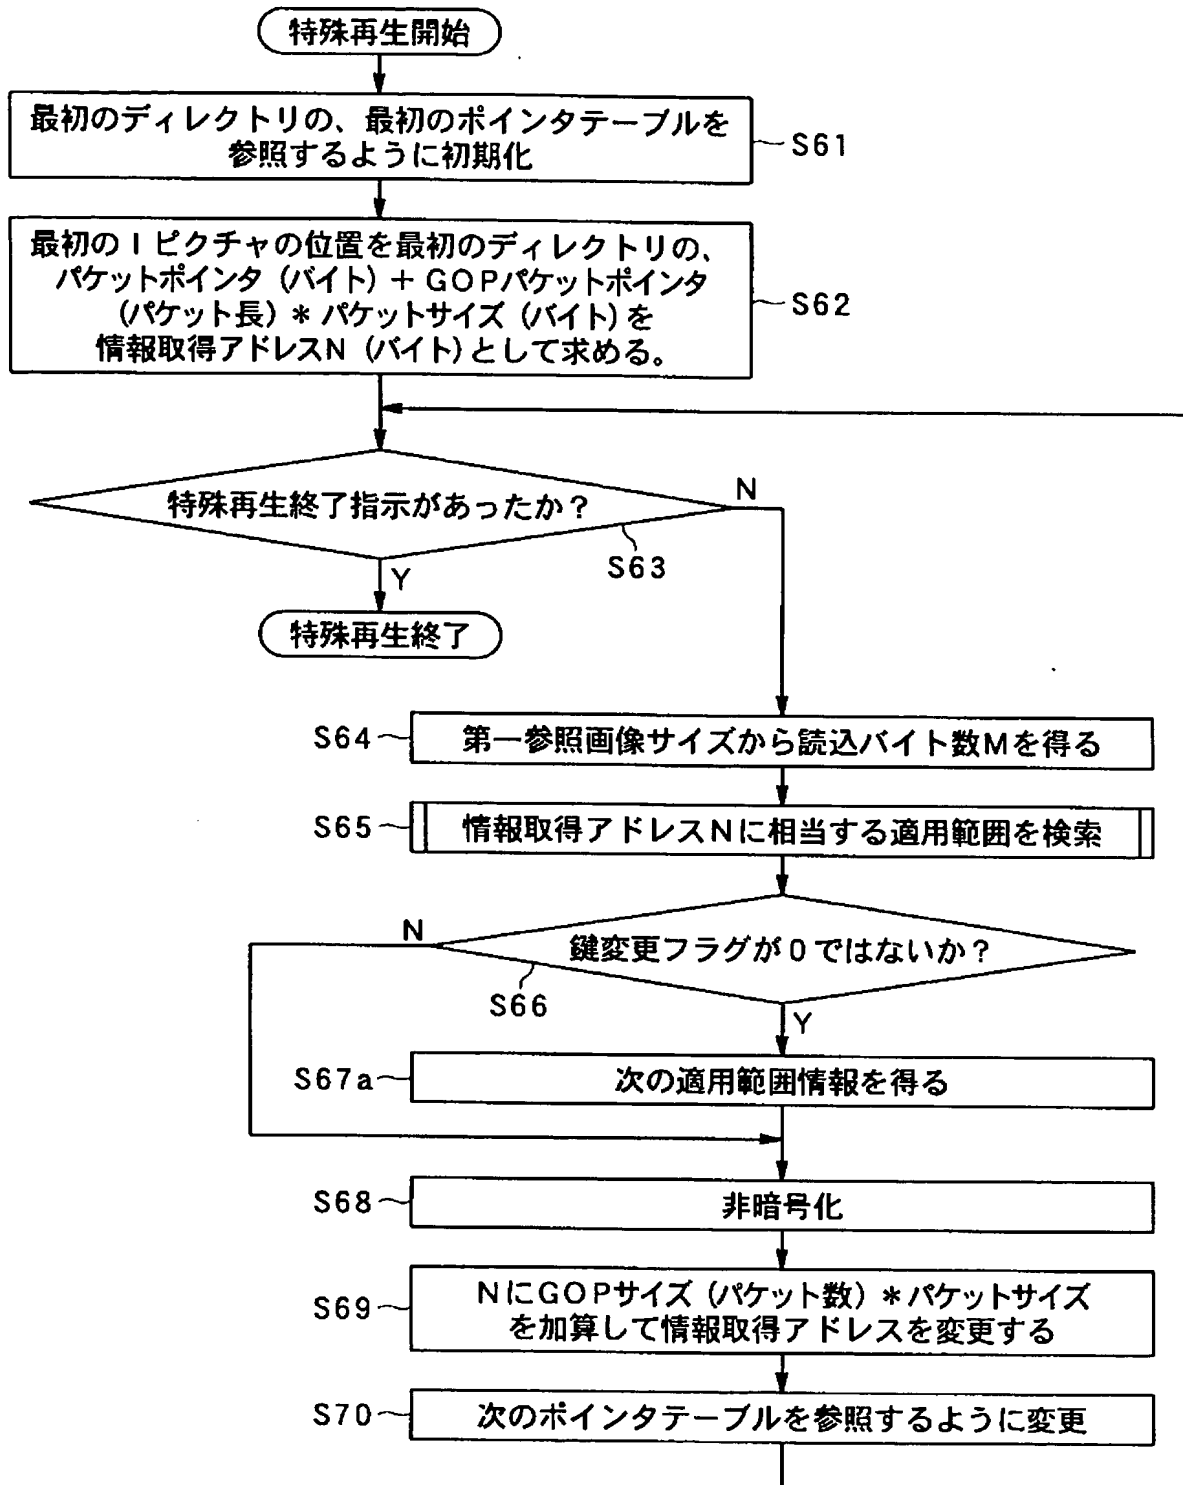 特殊再生開始
最初のディレクトリの、最初のポインタテーブルを
参照するように初期化
S61
最初のIピクチャの位置を最初のディレクトリの、
パケットポインタ(バイト)+GOPパケットポインタ
(パケット長)*パケットサイズ(バイト)を
情報取得アドレスN(バイト)として求める。
S62
特殊再生終了指示があったか?
N
S63
Y
特殊再生終了
S64
第一参照画像サイズから読込バイト数Mを得る
S65
情報取得アドレスNに相当する適用範囲を検索
N
鍵変更フラグが0ではないか?
S66
Y
S67a
次の適用範囲情報を得る
S68
非暗号化
S69
NにGOPサイズ(パケット数)*パケットサイズ
を加算して情報取得アドレスを変更する
S70
次のポインタテーブルを参照するように変更